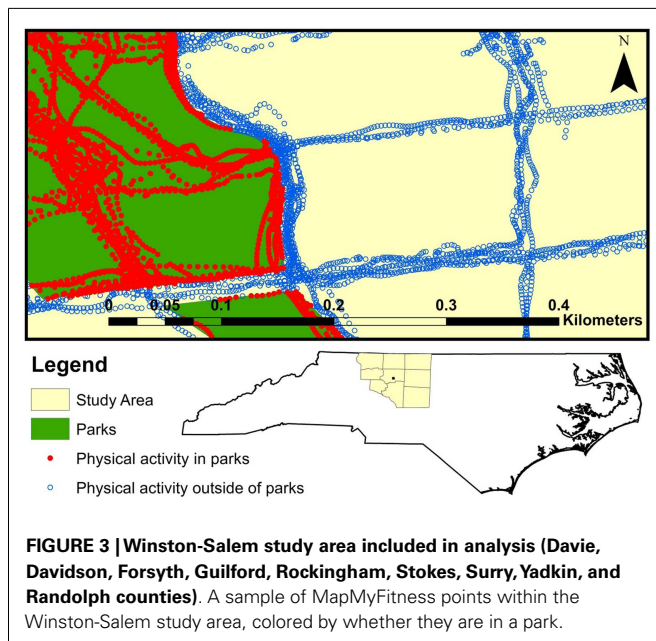 N
0 0.05 0.1 0.2 0.3 0.4
Kilometers
Legend
Study Area
Parks
Physical activity in parks
Physical activity outside of parks
FIGURE 3 | Winston-Salem study area included in analysis (Davie,
Davidson, Forsyth, Guilford, Rockingham, Stokes, Surry, Yadkin, and
Randolph counties). A sample of MapMyFitness points within the
Winston-Salem study area, colored by whether they are in a park.